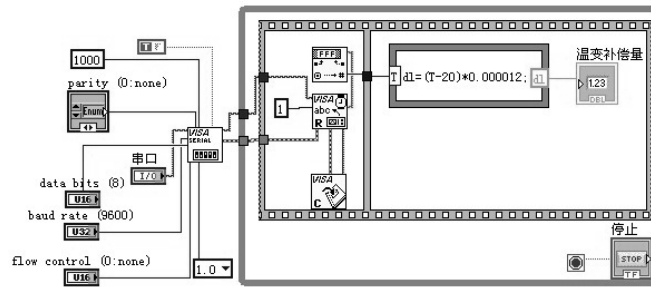 1000
T F
parity (0:none)
Enum
VISA
SERIAL
串口
I/O
data bits (8)
U16
baud rate (9600)
U32
flow control (0:none)
U16
1.0
FFF
#
1
VISA
abc
R
VISA
C
T
d1=(T-20)*0.000012;
d1
温变补偿量
1.23
DBL
停止
STOP
TF